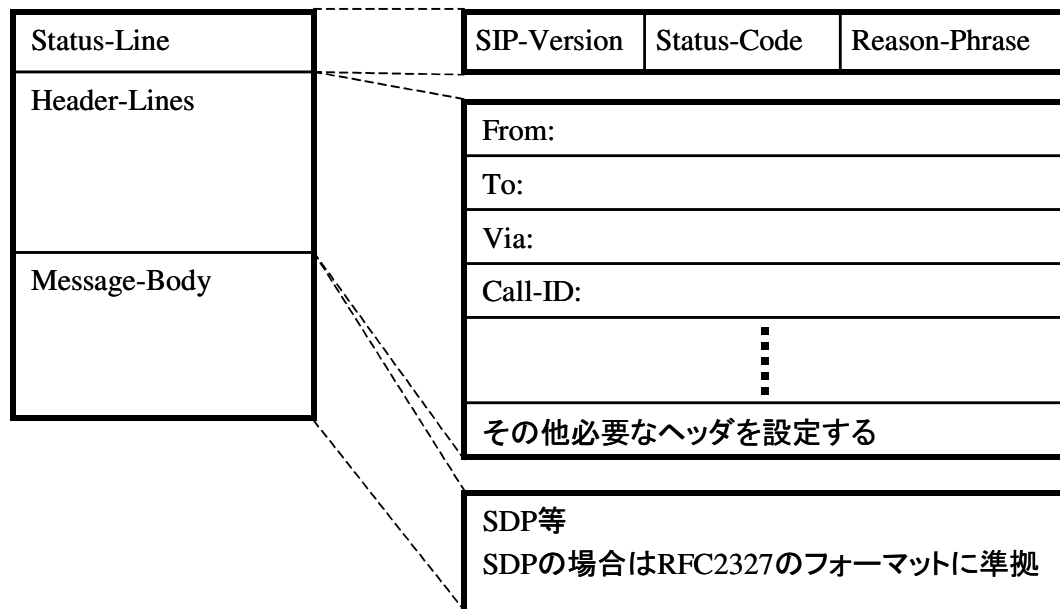 Status-Line
Header-Lines
Message-Body
SIP-Version Status-Code Reason-Phrase
From:
To:
Via:
Call-ID:
その他必要なヘッダを設定する
SDP等
SDPの場合はRFC2327のフォーマットに準拠